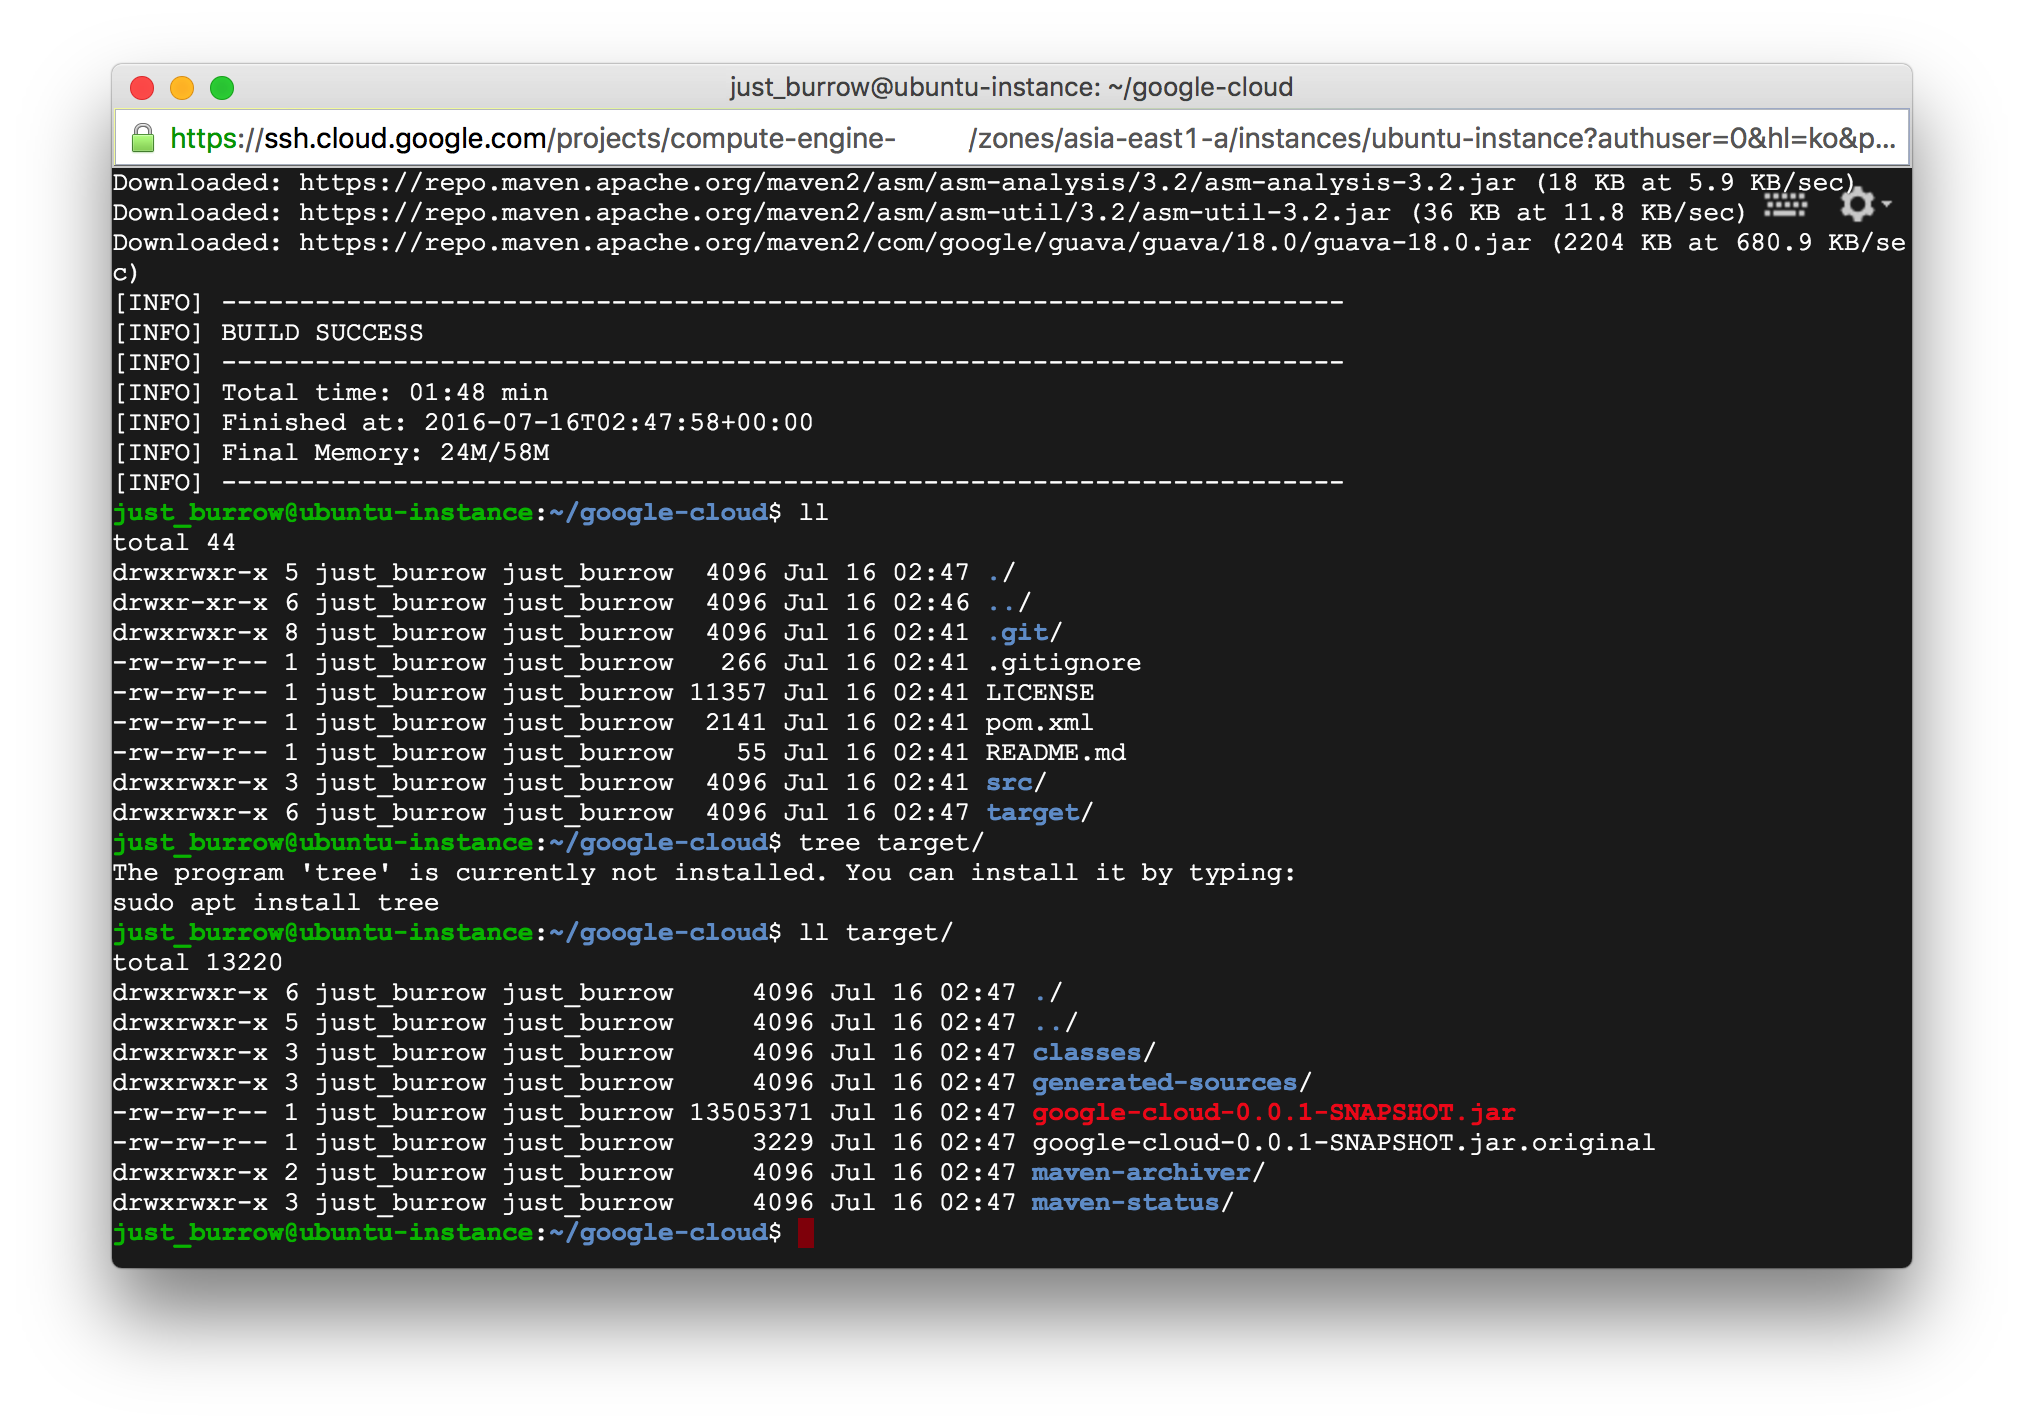 just_burrow@ubuntu-instance: ~/google-cloud
https://ssh.cloud.google.com/projects/compute-engine- /zones/asia-east1-a/instances/ubuntu-instance?authuser=0&hl=ko&p...
Downloaded: https://repo.maven.apache.org/maven2/asm/asm-analysis/3.2/asm-analysis-3.2.jar (18 KB at 5.9 KB/sec)
Downloaded: https://repo.maven.apache.org/maven2/asm/asm-util/3.2/asm-util-3.2.jar (36 KB at 11.8 KB/sec)
Downloaded: https://repo.maven.apache.org/maven2/com/google/guava/guava/18.0/guava-18.0.jar (2204 KB at 680.9 KB/se
c)
[INFO] ------------------------------------------------------------------------
[INFO] BUILD SUCCESS
[INFO] ------------------------------------------------------------------------
[INFO] Total time: 01:48 min
[INFO] Finished at: 2016-07-16T02:47:58+00:00
[INFO] Final Memory: 24M/58M
[INFO] ------------------------------------------------------------------------
just_burrow@ubuntu-instance:~/google-cloud$ ll
total 44
drwxrwxr-x 5 just_burrow just_burrow  4096 Jul 16 02:47 ./
drwxr-xr-x 6 just_burrow just_burrow  4096 Jul 16 02:46 ../
drwxrwxr-x 8 just_burrow just_burrow  4096 Jul 16 02:41 .git/
-rw-rw-r-- 1 just_burrow just_burrow   266 Jul 16 02:41 .gitignore
-rw-rw-r-- 1 just_burrow just_burrow 11357 Jul 16 02:41 LICENSE
-rw-rw-r-- 1 just_burrow just_burrow  2141 Jul 16 02:41 pom.xml
-rw-rw-r-- 1 just_burrow just_burrow    55 Jul 16 02:41 README.md
drwxrwxr-x 3 just_burrow just_burrow  4096 Jul 16 02:41 src/
drwxrwxr-x 6 just_burrow just_burrow  4096 Jul 16 02:47 target/
just_burrow@ubuntu-instance:~/google-cloud$ tree target/
The program 'tree' is currently not installed. You can install it by typing:
sudo apt install tree
just_burrow@ubuntu-instance:~/google-cloud$ ll target/
total 13220
drwxrwxr-x 6 just_burrow just_burrow     4096 Jul 16 02:47 ./
drwxrwxr-x 5 just_burrow just_burrow     4096 Jul 16 02:47 ../
drwxrwxr-x 3 just_burrow just_burrow     4096 Jul 16 02:47 classes/
drwxrwxr-x 3 just_burrow just_burrow     4096 Jul 16 02:47 generated-sources/
-rw-rw-r-- 1 just_burrow just_burrow 13505371 Jul 16 02:47 google-cloud-0.0.1-SNAPSHOT.jar
-rw-rw-r-- 1 just_burrow just_burrow     3229 Jul 16 02:47 google-cloud-0.0.1-SNAPSHOT.jar.original
drwxrwxr-x 2 just_burrow just_burrow     4096 Jul 16 02:47 maven-archiver/
drwxrwxr-x 3 just_burrow just_burrow     4096 Jul 16 02:47 maven-status/
just_burrow@ubuntu-instance:~/google-cloud$